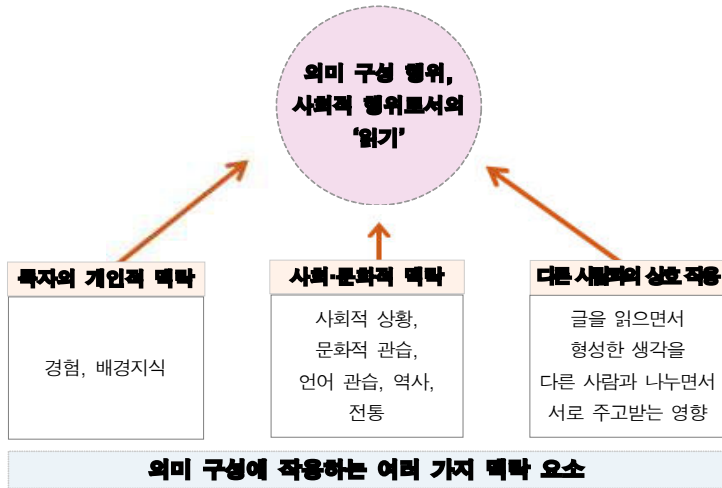 의미 구성 행위,
사회적 행위로서의
‘읽기’
독자의 개인적 맥락
경험, 배경지식
사회·문화적 맥락
사회적 상황,
문화적 관습,
언어 관습, 역사,
전통
다른 사람과의 상호 작용
글을 읽으면서
형성한 생각을
다른 사람과 나누면서
서로 주고받는 영향
의미 구성에 작용하는 여러 가지 맥락 요소